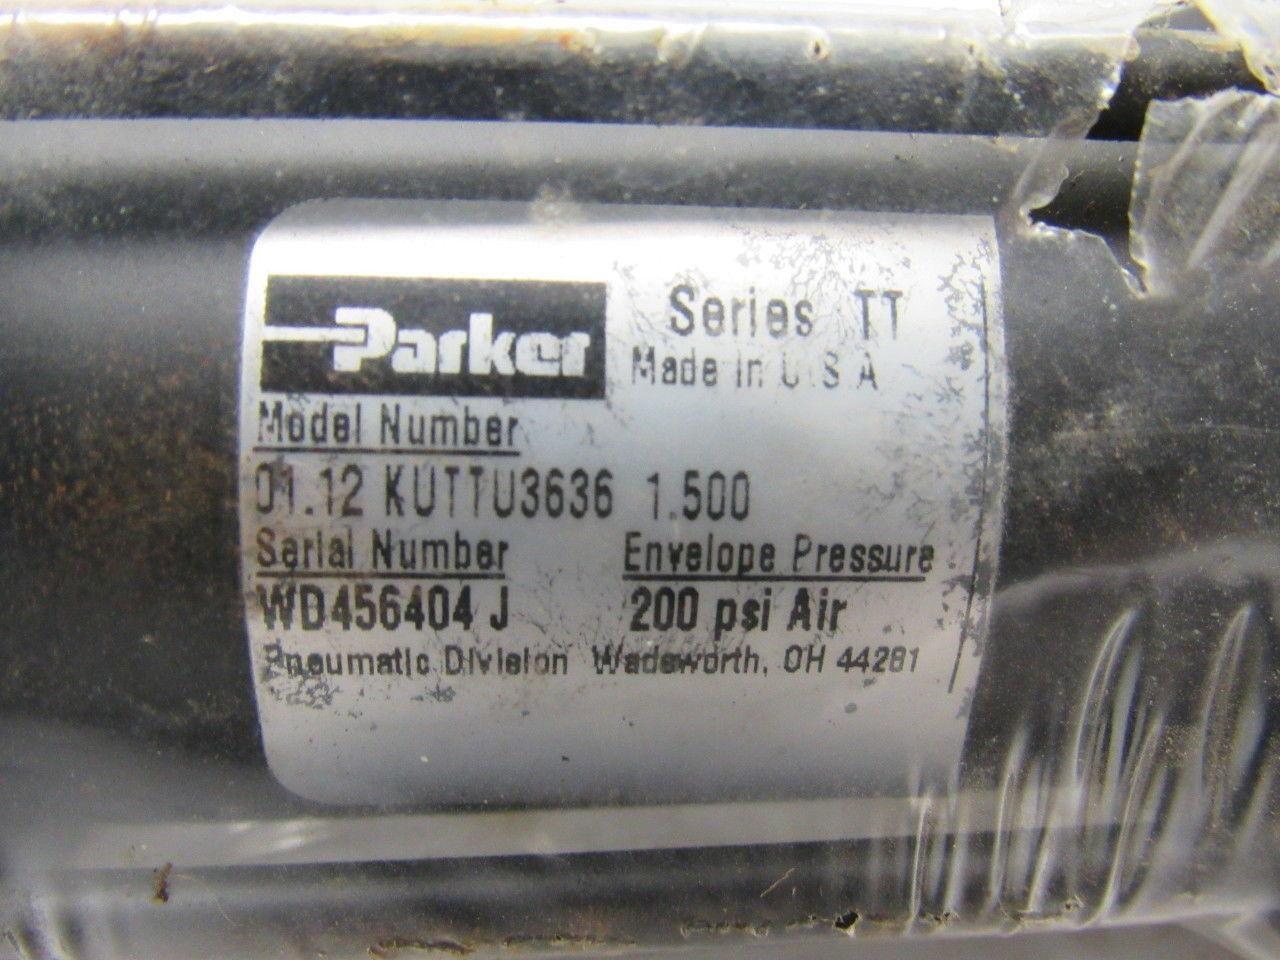 Parker
Series TT
Made in U.S.A
Model Number
01.12 KUTTU3636 1.500
Serial Number Envelope Pressure
WD456404 J 200 psi Air
Pneumatic Division Wadsworth, OH 44281